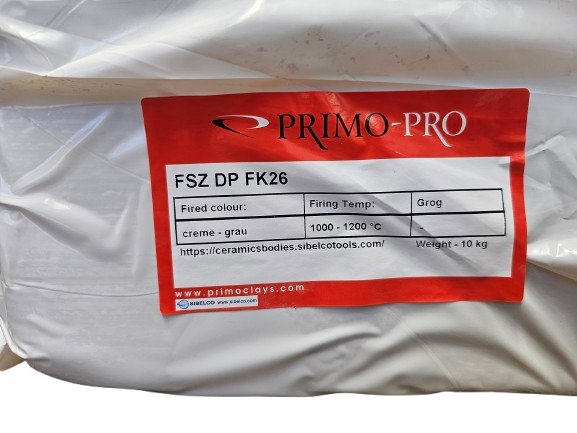 PRIMO-PRO
FSZ DP FK26
Fired colour: Firing Temp: Grog
creme - grau 1000 - 1200 °C -
https://ceramicsbodies.sibelcotools.com/ Weight - 10 kg
www.primoclays.com
SIBELCO www.sibelco.com